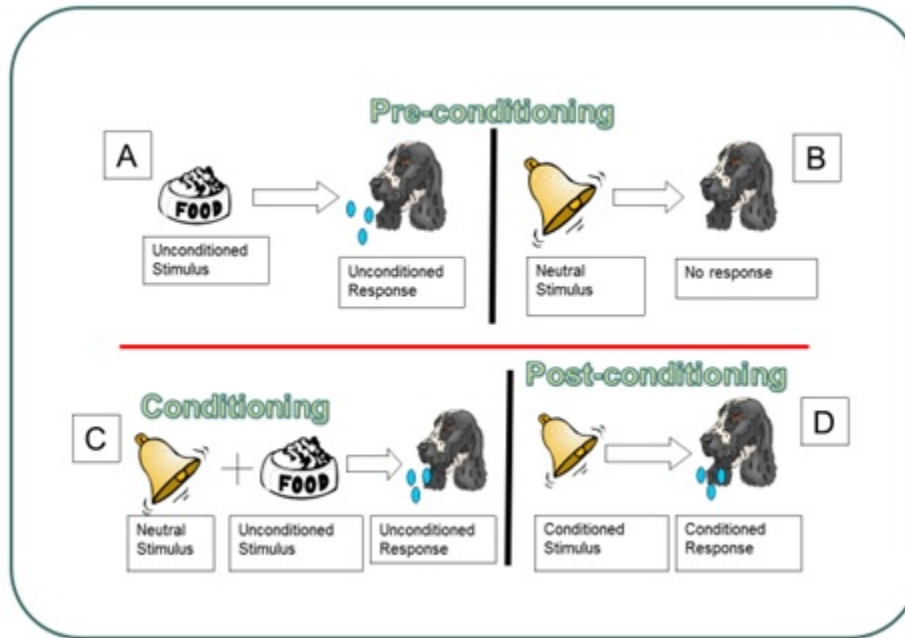 Pre-conditioning
A
FOOD
Unconditioned
Stimulus
Unconditioned
Response
B
Neutral
Stimulus
No response
Conditioning
C
FOOD
Neutral
Stimulus
Unconditioned
Stimulus
Unconditioned
Response
Post-conditioning
D
Conditioned
Stimulus
Conditioned
Response